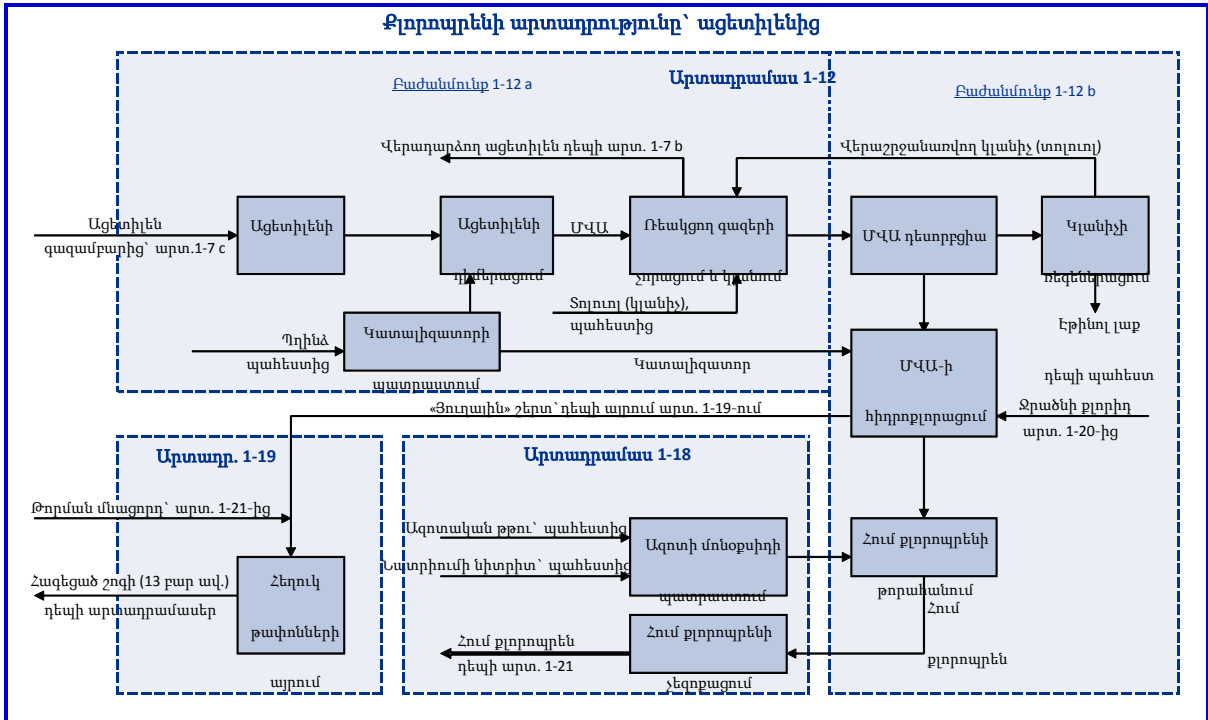 Քլորոպրենի արտադրությունը՝ ացետիլենից
Արտադրամաս 1-12
Բաժանմունք 1-12 a
Բաժանմունք 1-12 b
Վերադարձող ացետիլեն դեպի արտ. 1-7 b
Վերաշրջանառվող կլանիչ (տոլուոլ)
Ացետիլեն
գազամբարից՝ արտ.1-7 c
Ացետիլենի
Ացետիլենի
դիմերացում
ՄՎԱ
Ռեակցող գազերի
չորացում և կլանում
ՄՎԱ դեսորբցիա
Կլանիչի
ռեգեներացում
Տոլուոլ (կլանիչ),
պահեստից
Էթինոլ լաք
դեպի պահեստ
Պղինձ
պահեստից
Կատալիզատորի
պատրաստում
Կատալիզատոր
ՄՎԱ-ի
հիդրոքլորացում
«Յուղային» շերտ՝ դեպի այրում արտ. 1-19-ում
Ջրածնի քլորիդ
արտ. 1-20-ից
Արտադր. 1-19
Արտադրամաս 1-18
Թորման մնացորդ՝ արտ. 1-21-ից
Ազոտական թթու՝ պահեստից
Նատրիումի նիտրիտ՝ պահեստից
Ազոտի մոնօքսիդի
պատրաստում
Հում քլորոպրենի
թորահանում
Հում
քլորոպրեն
Հագեցած շոգի (13 բար ավ.)
դեպի արտադրամասեր
Հեղուկ
թափոնների
այրում
Հում քլորոպրեն
դեպի արտ. 1-21
Հում քլորոպրենի
չեզոքացում